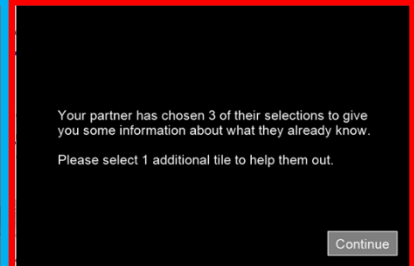 Your partner has chosen 3 of their selections to give
you some information about what they already know.
Please select 1 additional tile to help them out.
Continue